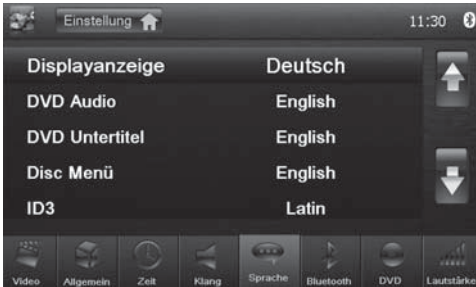 Einstellung 11:30
Displayanzeige Deutsch
DVD Audio English
DVD Untertitel English
Disc Menü English
ID3 Latin
Video Allgemein Zeit Klang Sprache Bluetooth DVD Lautstärke